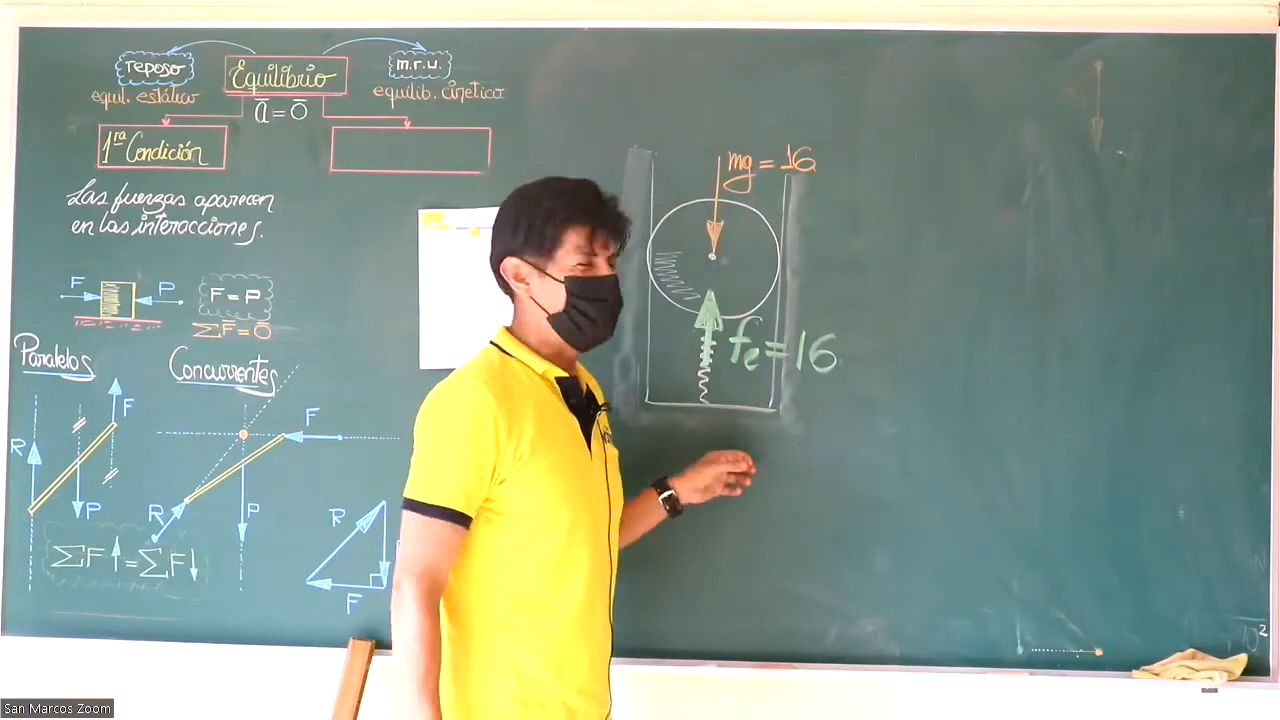 reposo
Equilibrio
m.r.u.
equil. estático
equilib. cinético
a = 0
1ra Condición
Las fuerzas aparecen
en las interacciones.
mg = 16
F
P
F = P
ΣF = 0
fe = 16
Paralelos
Concurrentes
F
R
P
F
R
P
R
F
ΣF↑ = ΣF↓
San Marcos Zoom